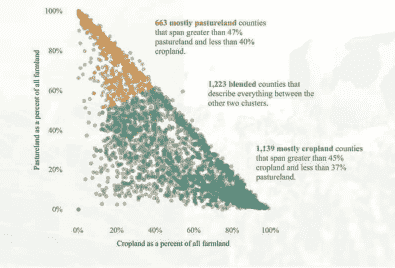 100%
663 mostly pastureland counties
that span greater than 47%
pastureland and less than 40%
cropland.
80%
1,223 blended counties that
describe everything between the
other two clusters.
60%
Pastureland as a percent of all farmland
40%
1,139 mostly cropland counties
that span greater than 45%
cropland and less than 37%
pastureland.
20%
0%
0% 20% 40% 60% 80% 100%
Cropland as a percent of all farmland